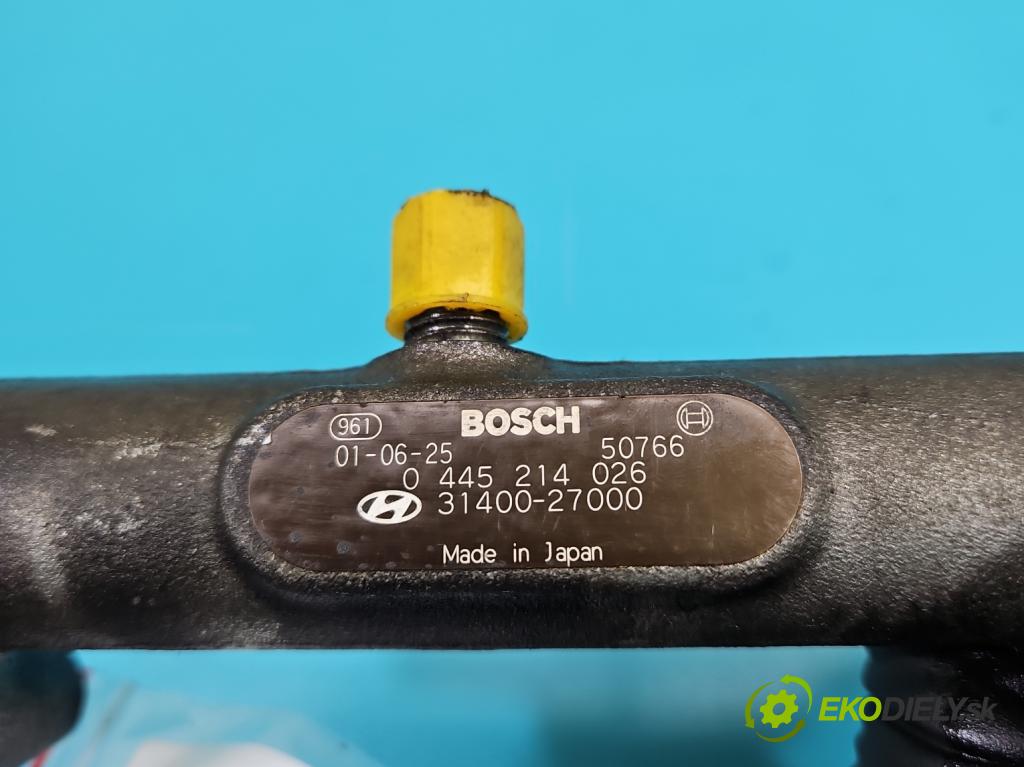 961 BOSCH
01-06-25 50766
0 445 214 026
31400-27000
Made in Japan
EKODIELY.sk